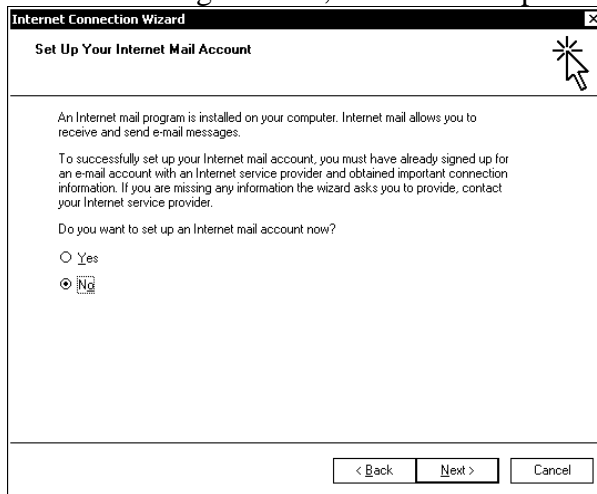 Internet Connection Wizard
Set Up Your Internet Mail Account
An Internet mail program is installed on your computer. Internet mail allows you to
receive and send e-mail messages.
To successfully set up your Internet mail account, you must have already signed up for
an e-mail account with an Internet service provider and obtained important connection
information. If you are missing any information the wizard asks you to provide, contact
your Internet service provider.
Do you want to set up an Internet mail account now?
Yes
No
< Back Next > Cancel